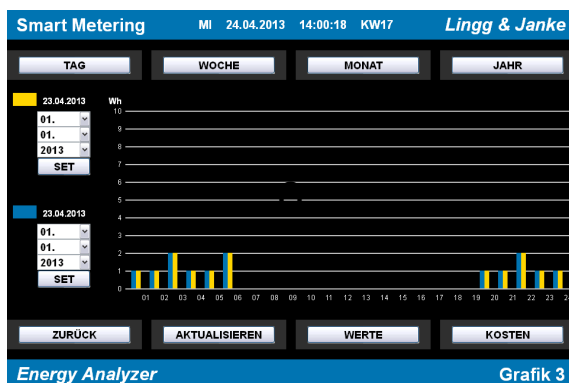 Smart Metering MI 24.04.2013 14:00:18 KW17 Lingg & Janke
TAG WOCHE MONAT JAHR
23.04.2013 Wh
01.
01.
2013
SET
23.04.2013
01.
01.
2013
SET
10
9
8
7
6
5
4
3
2
1
0
01 02 03 04 05 06 07 08 09 10 11 12 13 14 15 16 17 18 19 20 21 22 23
ZURÜCK AKTUALISIEREN WERTE KOSTEN
Energy Analyzer Grafik 3